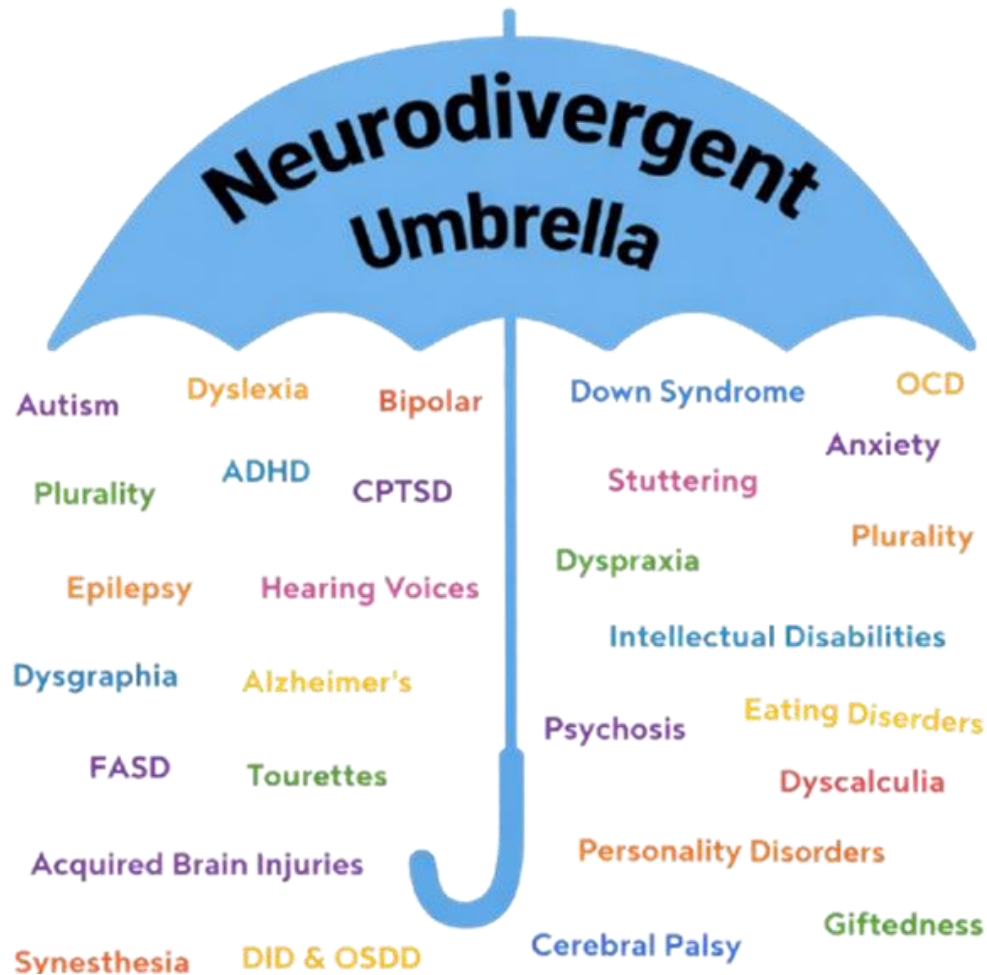 Neurodivergent
Umbrella
Autism
Dyslexia
Bipolar
Down Syndrome
OCD
Anxiety
Plurality
ADHD
CPTSD
Stuttering
Plurality
Dyspraxia
Epilepsy
Hearing Voices
Intellectual Disabilities
Dysgraphia
Alzheimer's
Psychosis
Eating Diserders
FASD
Tourettes
Dyscalculia
Acquired Brain Injuries
Personality Disorders
Giftedness
Synesthesia
DID & OSDD
Cerebral Palsy